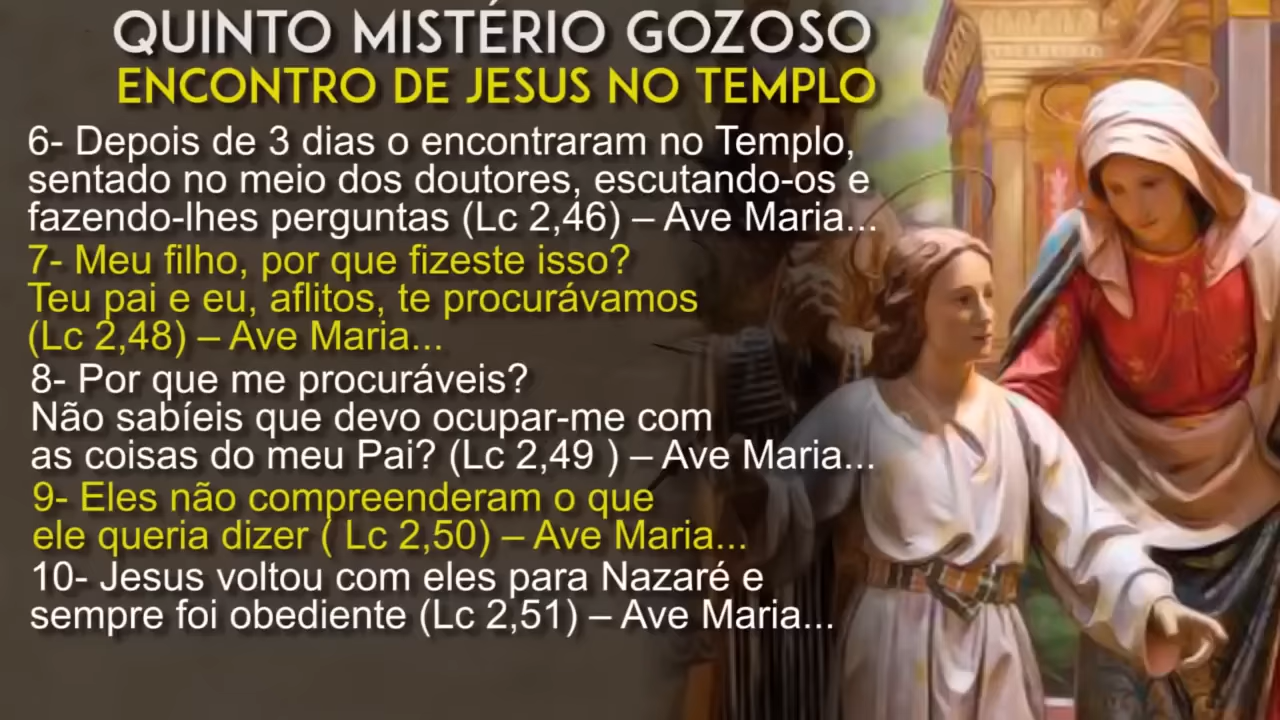 QUINTO MISTÉRIO GOZOSO
ENCONTRO DE JESUS NO TEMPLO
6- Depois de 3 dias o encontraram no Templo,
sentado no meio dos doutores, escutando-os e
fazendo-lhes perguntas (Lc 2,46) – Ave Maria...
7- Meu filho, por que fizeste isso?
Teu pai e eu, aflitos, te procurávamos
(Lc 2,48) – Ave Maria...
8- Por que me procuráveis?
Não sabíeis que devo ocupar-me com
as coisas do meu Pai? (Lc 2,49 ) – Ave Maria...
9- Eles não compreenderam o que
ele queria dizer ( Lc 2,50) – Ave Maria...
10- Jesus voltou com eles para Nazaré e
sempre foi obediente (Lc 2,51) – Ave Maria...